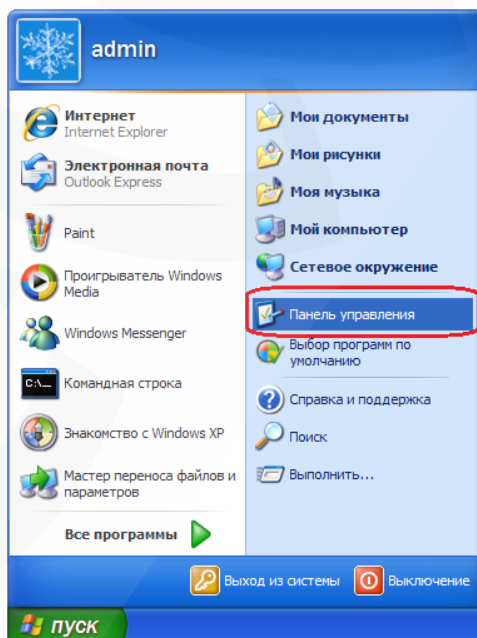 admin
Интернет
Internet Explorer
Электронная почта
Outlook Express
Paint
Проигрыватель Windows
Media
Windows Messenger
C:\_
Командная строка
Знакомство с Windows XP
Мастер переноса файлов и
параметров
Все программы
Мои документы
Мои рисунки
Моя музыка
Мой компьютер
Сетевое окружение
Панель управления
Выбор программ по
умолчанию
Справка и поддержка
Поиск
Выполнить...
Выход из системы
Выключение
пуск